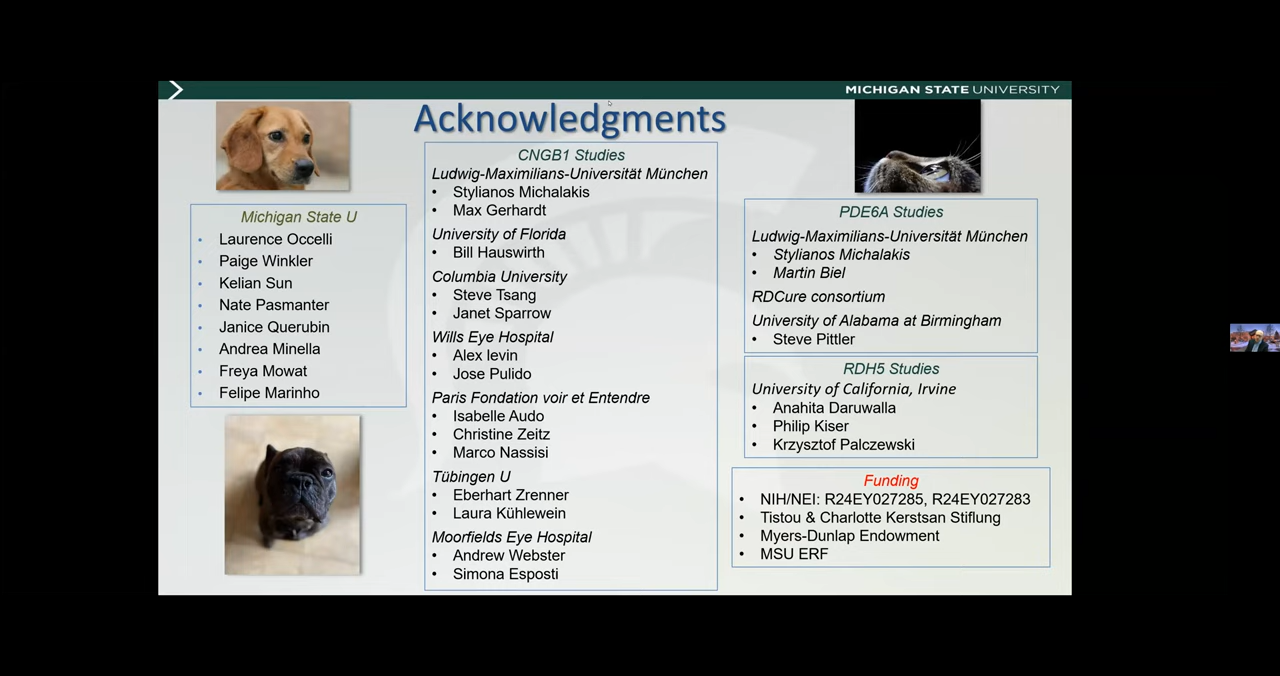 MICHIGAN STATE UNIVERSITY
Acknowledgments
Michigan State U
• Laurence Occelli
• Paige Winkler
• Kelian Sun
• Nate Pasmanter
• Janice Querubin
• Andrea Minella
• Freya Mowat
• Felipe Marinho
CNGB1 Studies
Ludwig-Maximilians-Universität München
• Stylianos Michalakis
• Max Gerhardt
University of Florida
• Bill Hauswirth
Columbia University
• Steve Tsang
• Janet Sparrow
Wills Eye Hospital
• Alex levin
• Jose Pulido
Paris Fondation voir et Entendre
• Isabelle Audo
• Christine Zeitz
• Marco Nassisi
Tübingen U
• Eberhart Zrenner
• Laura Kühlewein
Moorfields Eye Hospital
• Andrew Webster
• Simona Esposti
PDE6A Studies
Ludwig-Maximilians-Universität München
• Stylianos Michalakis
• Martin Biel
RDCure consortium
University of Alabama at Birmingham
• Steve Pittler
RDH5 Studies
University of California, Irvine
• Anahita Daruwalla
• Philip Kiser
• Krzysztof Palczewski
Funding
• NIH/NEI: R24EY027285, R24EY027283
• Tistou & Charlotte Kerstsan Stiflung
• Myers-Dunlap Endowment
• MSU ERF